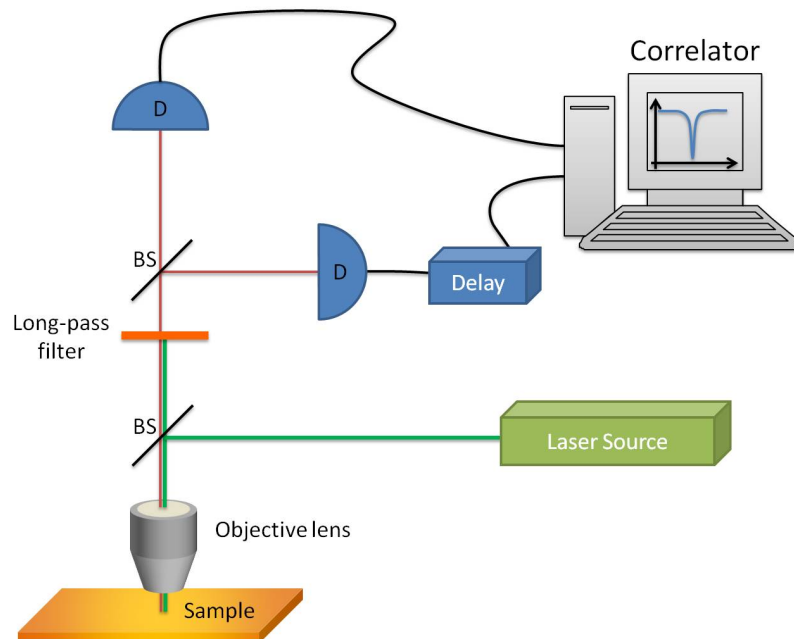 Correlator
D
BS
D
Delay
Long-pass
filter
BS
Laser Source
Objective lens
Sample